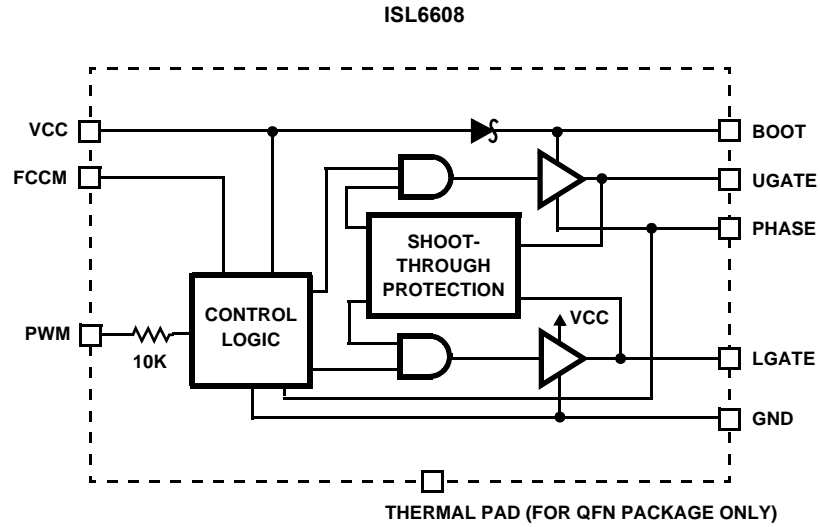 ISL6608
VCC
BOOT
FCCM
UGATE
PHASE
SHOOT-
THROUGH
PROTECTION
CONTROL
LOGIC
VCC
PWM
10K
LGATE
GND
THERMAL PAD (FOR QFN PACKAGE ONLY)